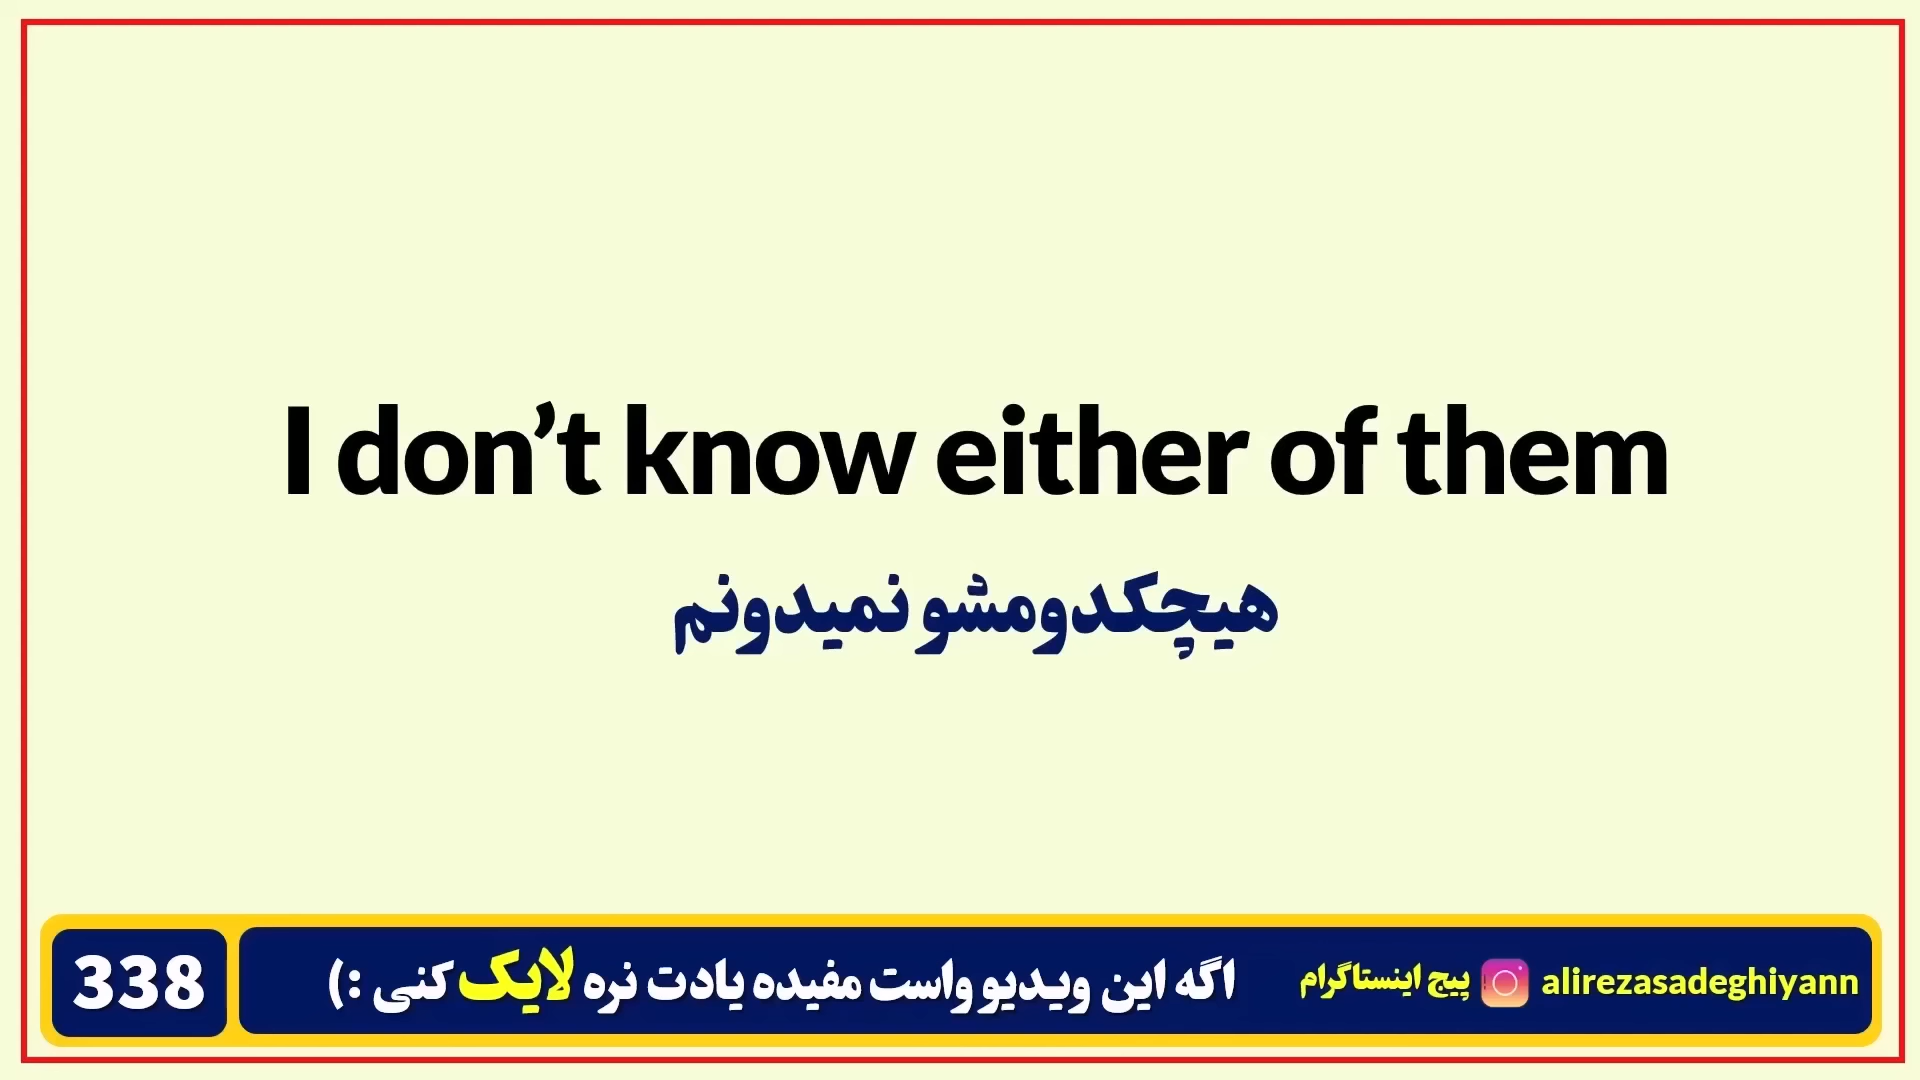 I don’t know either of them
هیچکدومشو نمیدونم
338
اگه این ویدیو واست مفیده یادت نره لایک کنی :)
پیج اینستاگرام alirezasadeghiyann